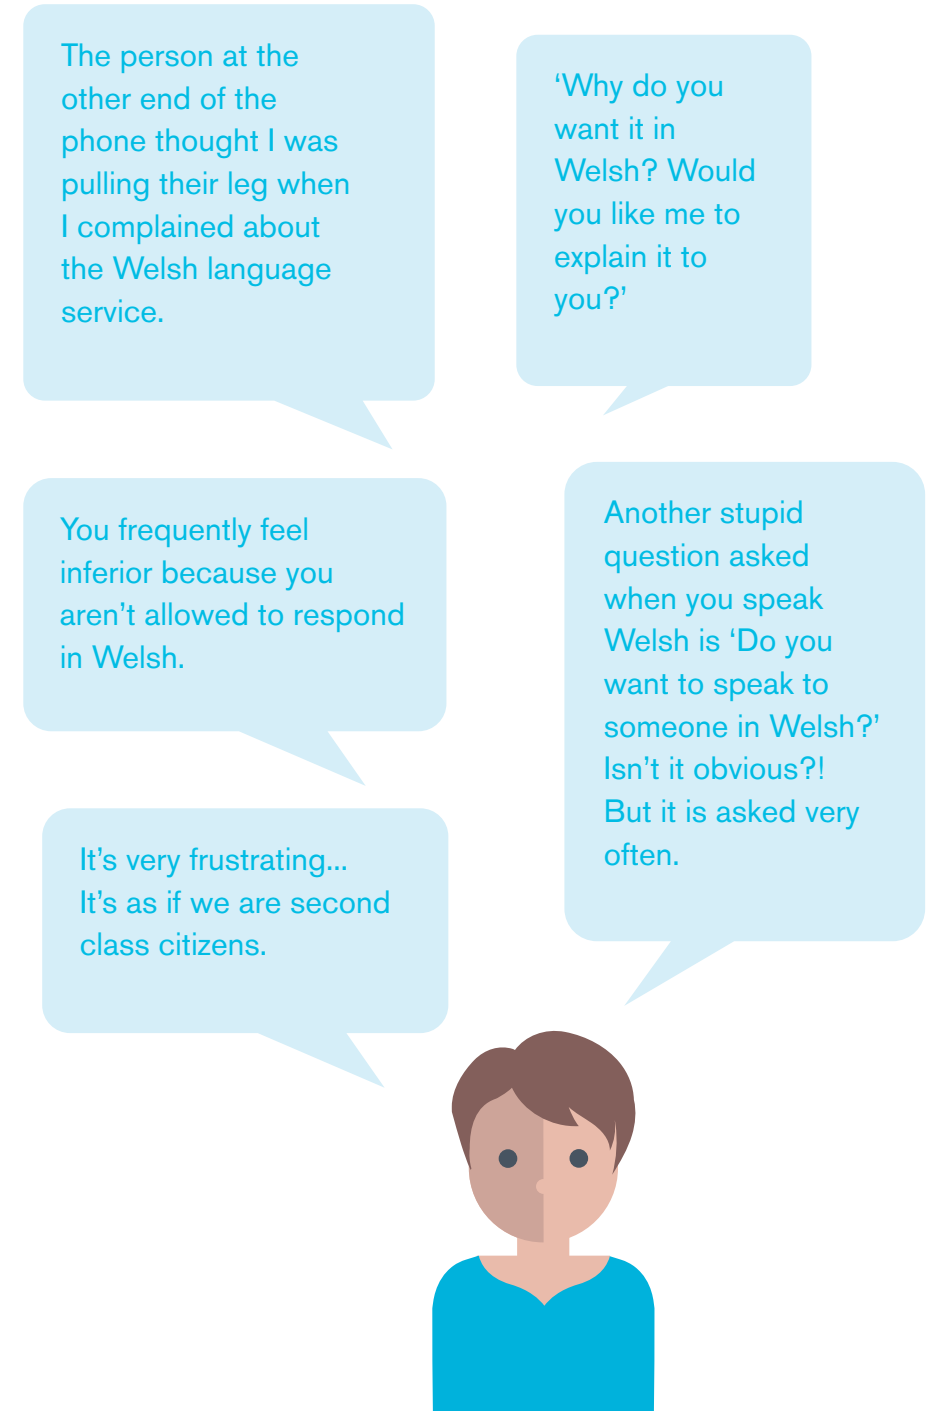 The person at the
other end of the
phone thought I was
pulling their leg when
I complained about
the Welsh language
service.
‘Why do you
want it in
Welsh? Would
you like me to
explain it to
you?’
You frequently feel
inferior because you
aren’t allowed to respond
in Welsh.
Another stupid
question asked
when you speak
Welsh is ‘Do you
want to speak to
someone in Welsh?’
Isn’t it obvious?!
But it is asked very
often.
It’s very frustrating...
It’s as if we are second
class citizens.